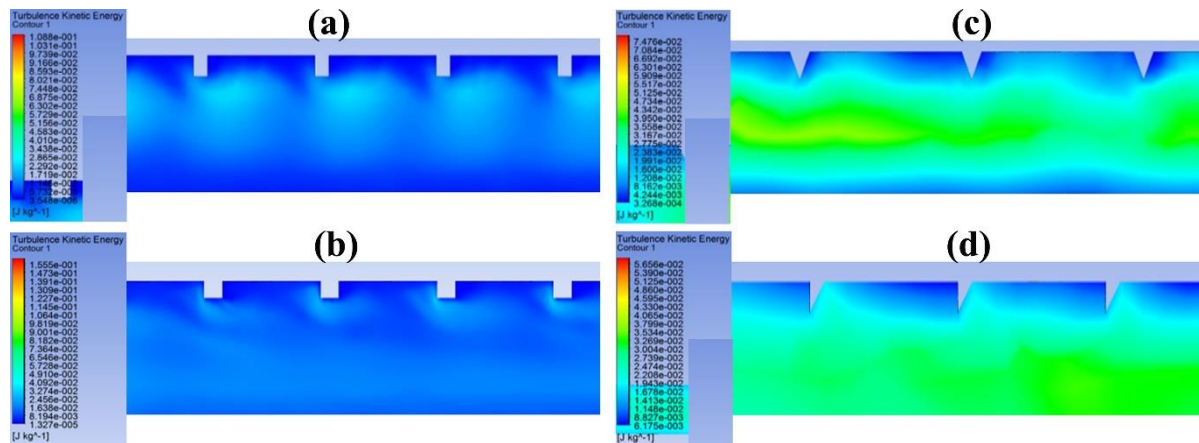 Turbulence Kinetic Energy
Contour 1
1.088e-001
1.031e-001
9.739e-002
9.166e-002
8.593e-002
8.021e-002
7.448e-002
6.875e-002
6.302e-002
5.729e-002
5.156e-002
4.583e-002
4.010e-002
3.438e-002
2.865e-002
2.292e-002
1.719e-002
5.732e-003
3.548e-006
[J kg^-1]
(a)
Turbulence Kinetic Energy
Contour 1
7.476e-002
7.084e-002
6.692e-002
6.301e-002
5.909e-002
5.517e-002
5.125e-002
4.734e-002
4.342e-002
3.950e-002
3.558e-002
3.167e-002
2.775e-002
2.383e-002
1.991e-002
1.600e-002
1.208e-002
8.162e-003
4.244e-003
3.268e-004
[J kg^-1]
(c)
Turbulence Kinetic Energy
Contour 1
1.555e-001
1.473e-001
1.391e-001
1.309e-001
1.227e-001
1.145e-001
1.064e-001
9.819e-002
9.001e-002
8.182e-002
7.364e-002
6.546e-002
5.728e-002
4.910e-002
4.092e-002
3.274e-002
2.456e-002
1.638e-002
8.194e-003
1.327e-005
[J kg^-1]
(b)
Turbulence Kinetic Energy
Contour 1
5.656e-002
5.390e-002
5.125e-002
4.860e-002
4.595e-002
4.330e-002
4.065e-002
3.799e-002
3.534e-002
3.269e-002
3.004e-002
2.739e-002
2.474e-002
2.208e-002
1.943e-002
1.678e-002
1.413e-002
1.148e-002
8.827e-003
6.175e-003
[J kg^-1]
(d)